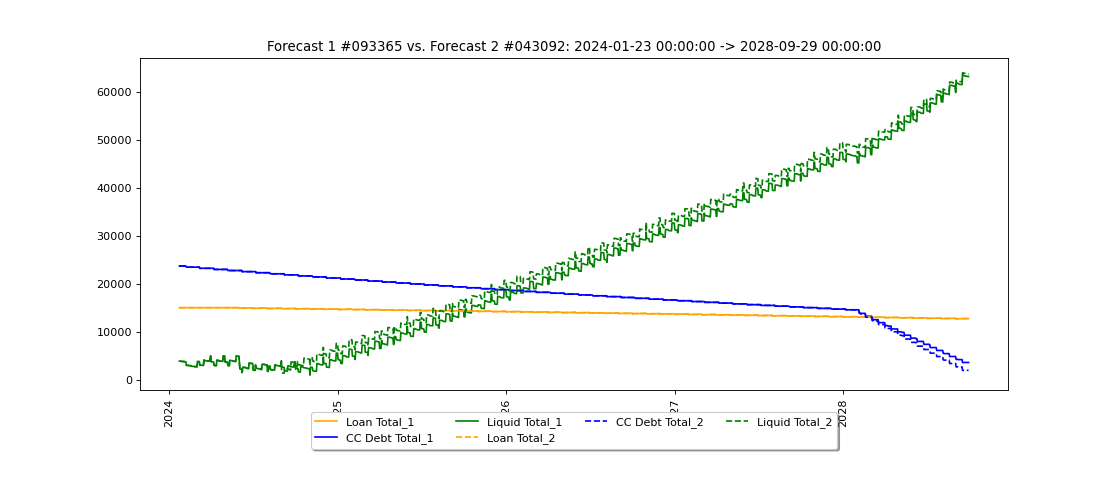 Forecast 1 #093365 vs. Forecast 2 #043092: 2024-01-23 00:00:00 -> 2028-09-29 00:00:00
60000
50000
40000
30000
20000
10000
0
2024
25
26
27
2028
Loan Total_1
Liquid Total_1
CC Debt Total_2
Liquid Total_2
CC Debt Total_1
Loan Total_2